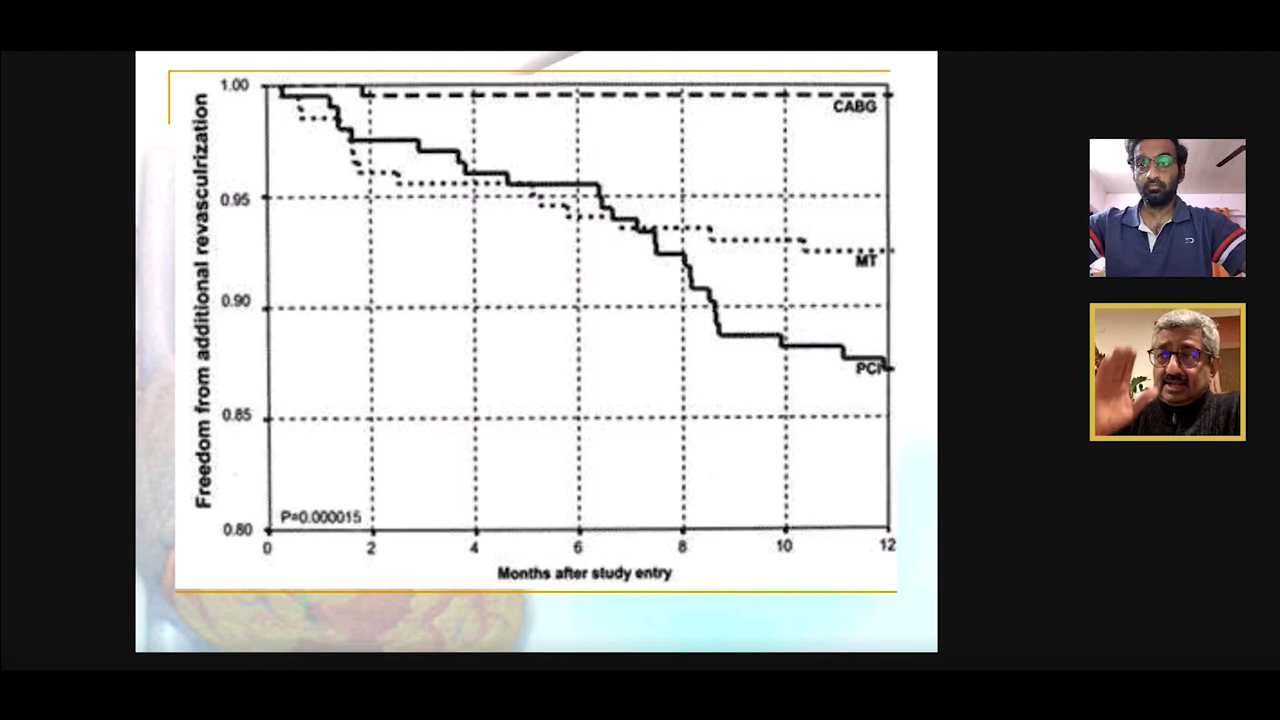 Freedom from additional revasculrization
1.00
0.95
0.90
0.85
0.80
CABG
MT
PCI
P=0.000015
0 2 4 6 8 10 12
Months after study entry